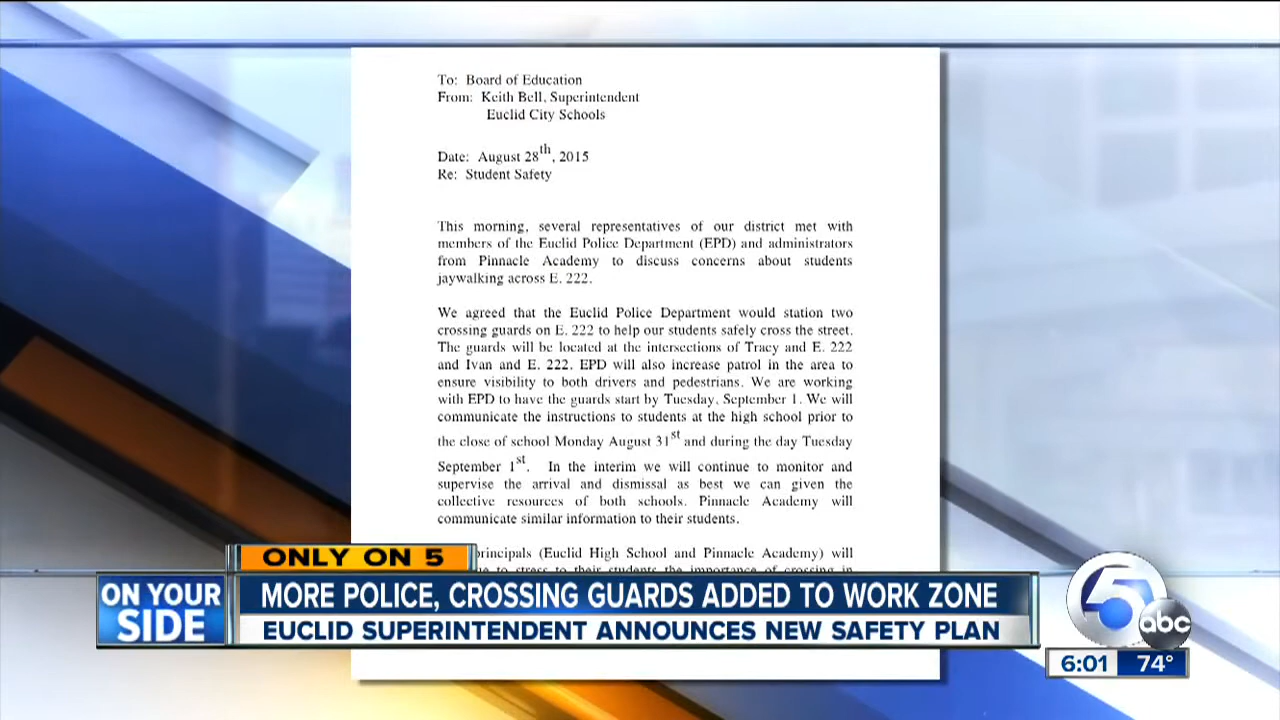 To: Board of Education
From: Keith Bell, Superintendent
Euclid City Schools
Date: August 28th, 2015
Re: Student Safety
This morning, several representatives of our district met with
members of the Euclid Police Department (EPD) and administrators
from Pinnacle Academy to discuss concerns about students
jaywalking across E. 222.
We agreed that the Euclid Police Department would station two
crossing guards on E. 222 to help our students safely cross the street.
The guards will be located at the intersections of Tracy and E. 222
and Ivan and E. 222. EPD will also increase patrol in the area to
ensure visibility to both drivers and pedestrians. We are working
with EPD to have the guards start by Tuesday, September 1. We will
communicate the instructions to students at the high school prior to
the close of school Monday August 31st and during the day Tuesday
September 1st. In the interim we will continue to monitor and
supervise the arrival and dismissal as best we can given the
collective resources of both schools. Pinnacle Academy will
communicate similar information to their students.
principals (Euclid High School and Pinnacle Academy) will
to stress to their students the importance of crossing in
ONLY ON 5
ON YOUR SIDE
MORE POLICE, CROSSING GUARDS ADDED TO WORK ZONE
EUCLID SUPERINTENDENT ANNOUNCES NEW SAFETY PLAN
5 abc
6:01 74°